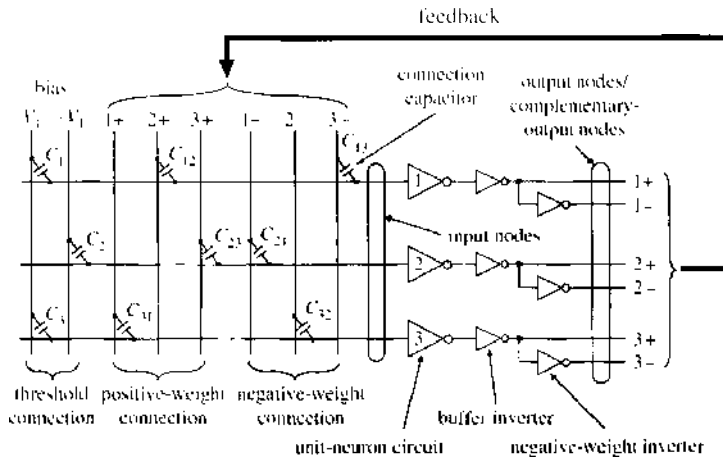 feedback
bias
connection
capacitor
output nodes/
complementary-
output nodes
1+ 2+ 3+ 1- 2 3-
C1 C12 C13
1 1+
1-
input nodes
C2 C23 C21
2 2+
2-
C3 C31 C32
3 3+
3-
threshold
connection
positive-weight
connection
negative-weight
connection
buffer inverter
unit-neuron circuit
negative-weight inverter